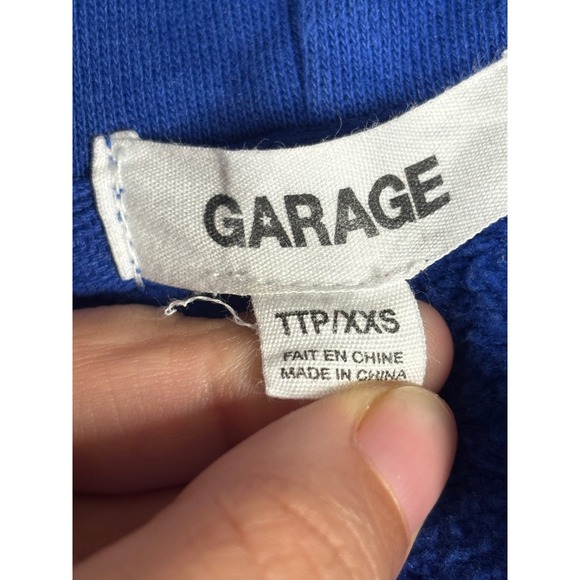 GARAGE
TTP/XXS
FAIT EN CHINE
MADE IN CHINA